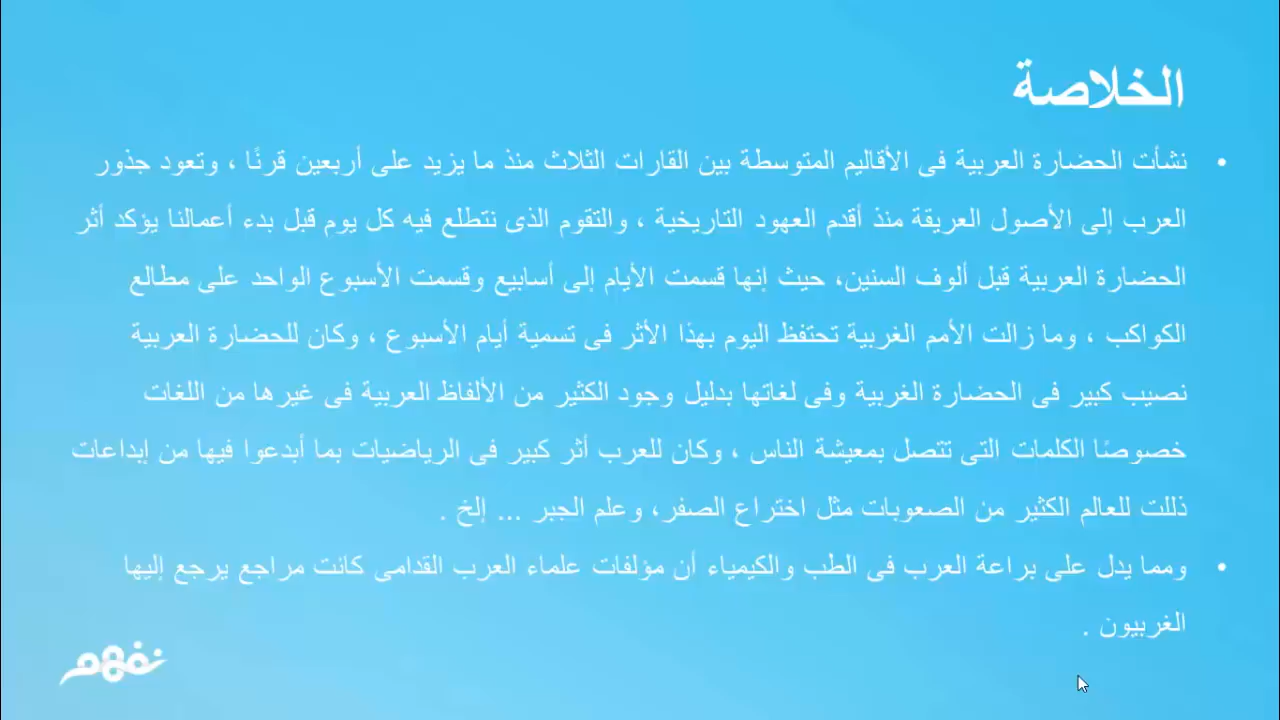 الخلاصة
• نشأت الحضارة العربية فى الأقاليم المتوسطة بين القارات الثلاث منذ ما يزيد على أربعين قرنًا ، وتعود جذور
العرب إلى الأصول العريقة منذ أقدم العهود التاريخية ، والتقوم الذى نتطلع فيه كل يوم قبل بدء أعمالنا يؤكد أثر
الحضارة العربية قبل ألوف السنين، حيث إنها قسمت الأيام إلى أسابيع وقسمت الأسبوع الواحد على مطالع
الكواكب ، وما زالت الأمم الغربية تحتفظ اليوم بهذا الأثر فى تسمية أيام الأسبوع ، وكان للحضارة العربية
نصيب كبير فى الحضارة الغربية وفى لغاتها بدليل وجود الكثير من الألفاظ العربية فى غيرها من اللغات
خصوصًا الكلمات التى تتصل بمعيشة الناس ، وكان للعرب أثر كبير فى الرياضيات بما أبدعوا فيها من إبداعات
ذللت للعالم الكثير من الصعوبات مثل اختراع الصفر، وعلم الجبر ... إلخ .
• ومما يدل على براعة العرب فى الطب والكيمياء أن مؤلفات علماء العرب القدامى كانت مراجع يرجع إليها
الغربيون .
نفهم